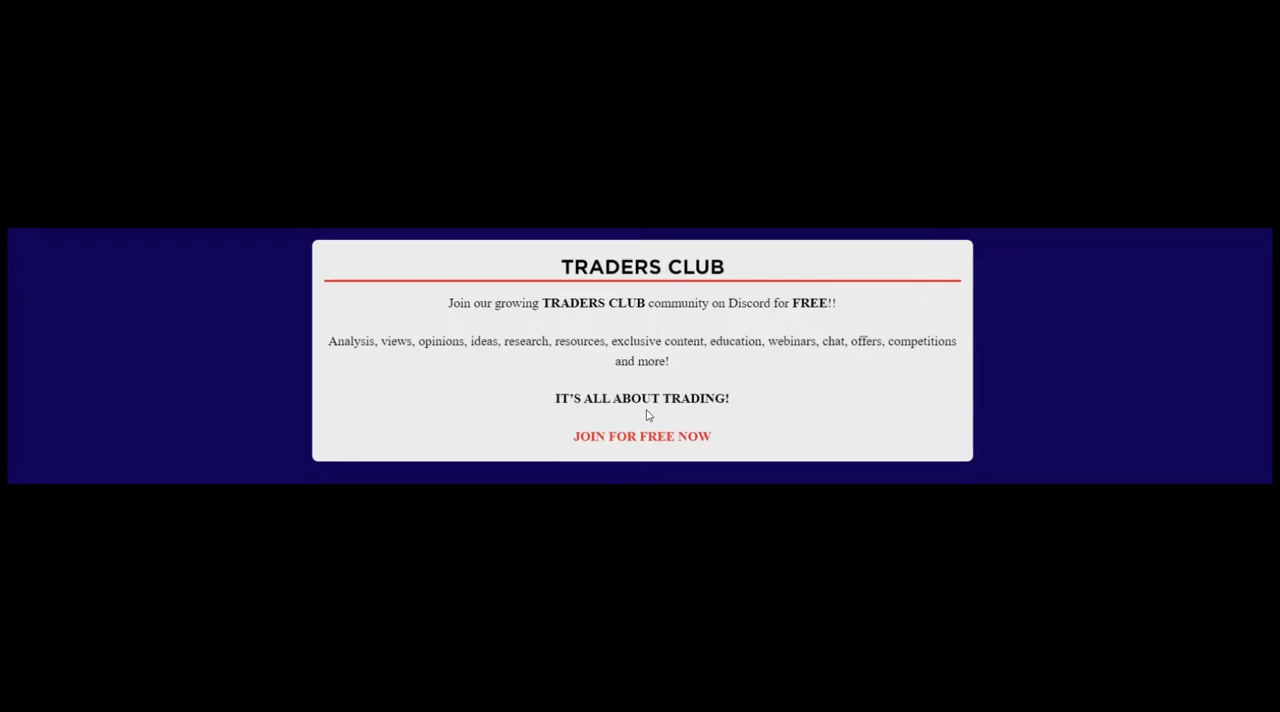 TRADERS CLUB
Join our growing TRADERS CLUB community on Discord for FREE!!
Analysis, views, opinions, ideas, research, resources, exclusive content, education, webinars, chat, offers, competitions
and more!
IT’S ALL ABOUT TRADING!
JOIN FOR FREE NOW